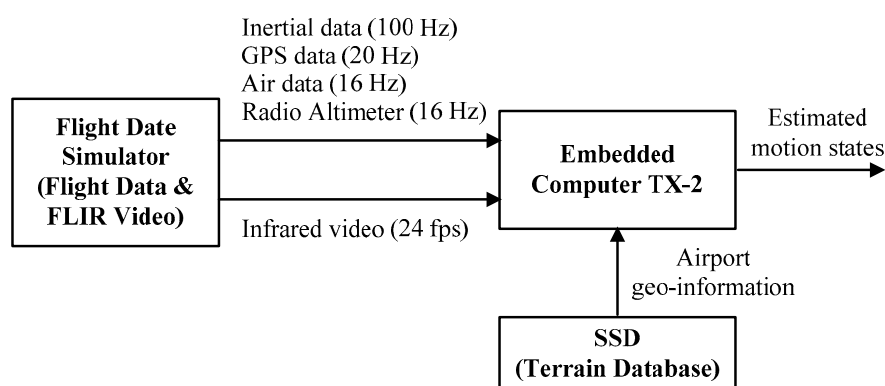 Inertial data (100 Hz)
GPS data (20 Hz)
Air data (16 Hz)
Radio Altimeter (16 Hz)
Flight Date
Simulator
(Flight Data &
FLIR Video)
Infrared video (24 fps)
Embedded
Computer TX-2
Estimated
motion states
Airport
geo-information
SSD
(Terrain Database)